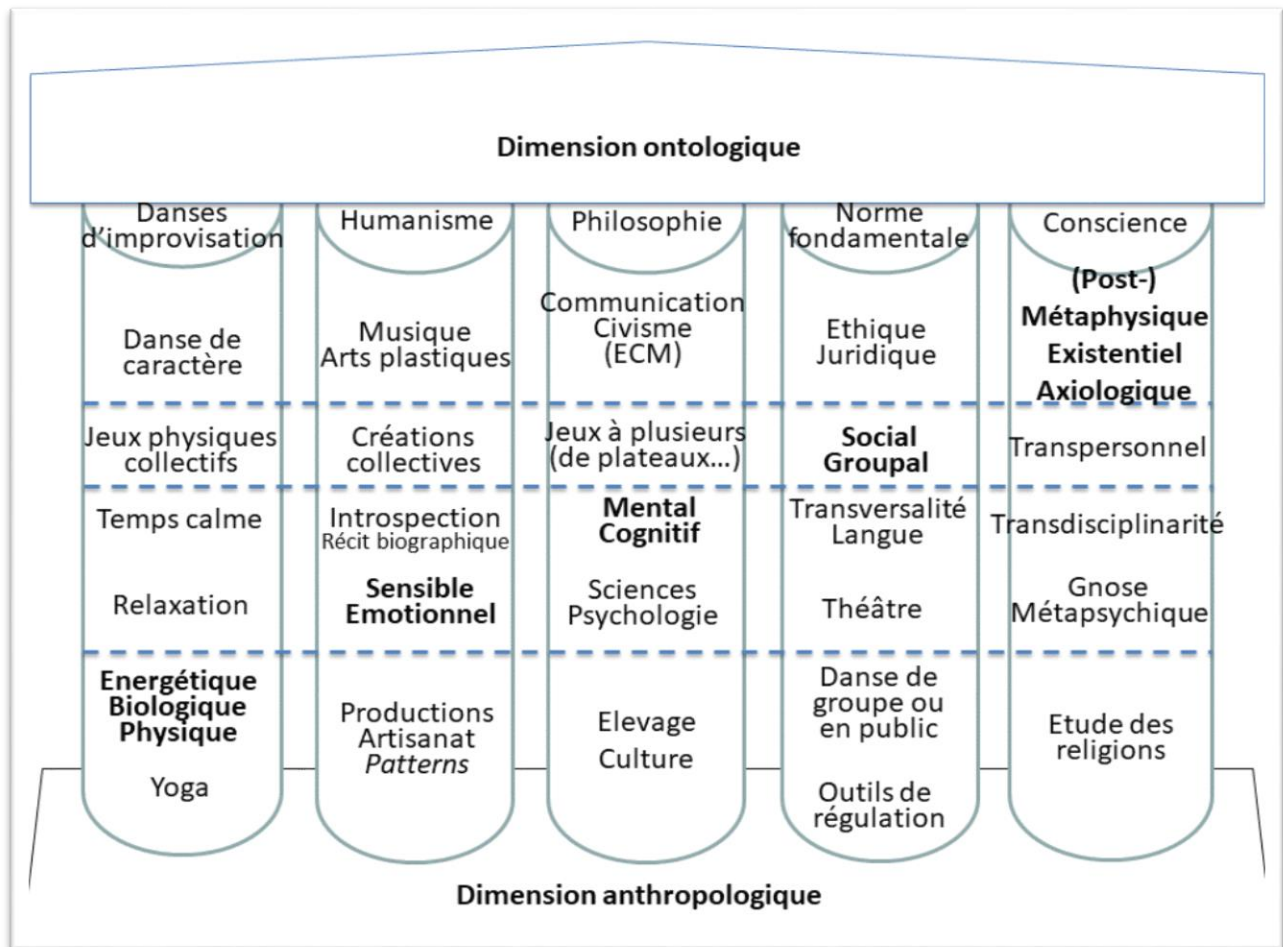 Dimension ontologique
Danses
d’improvisation
Humanisme
Philosophie
Norme
fondamentale
Conscience
Danse de
caractère
Musique
Arts plastiques
Communication
Civisme
(ECM)
Ethique
Juridique
(Post-)
Métaphysique
Existentiel
Axiologique
Jeux physiques
collectifs
Créations
collectives
Jeux à plusieurs
(de plateaux...)
Social
Groupal
Transpersonnel
Temps calme
Introspection
Récit biographique
Mental
Cognitif
Transversalité
Langue
Transdisciplinarité
Relaxation
Sensible
Emotionnel
Sciences
Psychologie
Théâtre
Gnose
Métapsychique
Energétique
Biologique
Physique
Productions
Artisanat
Patterns
Elevage
Culture
Danse de
groupe ou
en public
Etude des
religions
Yoga
Outils de
régulation
Dimension anthropologique